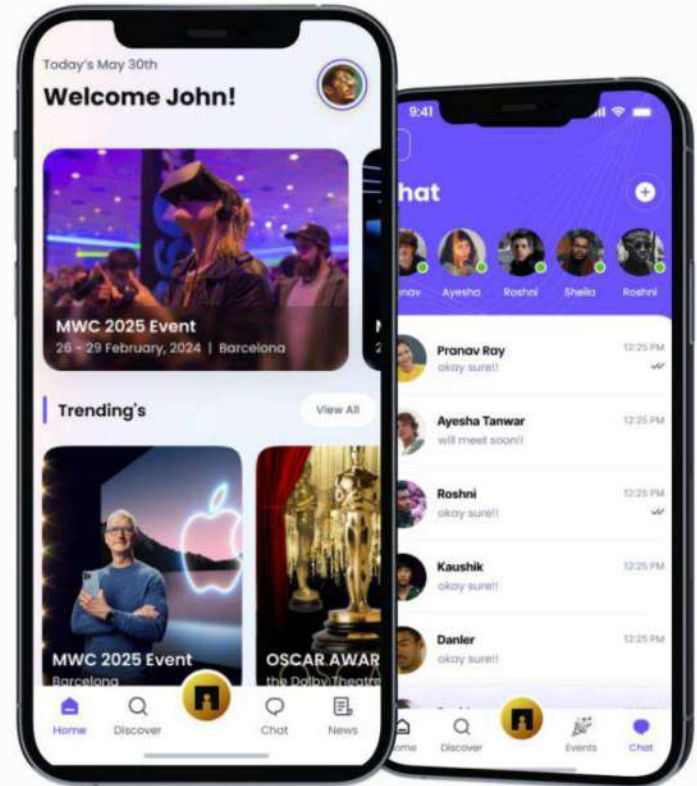 Today's May 30th
Welcome John!
MWC 2025 Event
26 - 29 February, 2024 | Barcelona
Trending's
View All
MWC 2025 Event
Barcelona
OSCAR AWAR
the Dolby Theatre
Home
Discover
Chat
News
9:41
hat
nav
Ayesha
Roshni
Sheila
Roshni
Pranav Ray
12:25 PM
okay sure!!
Ayesha Tanwar
12:25 PM
will meet soon!!
Roshni
12:25 PM
okay sure!!
Kaushik
12:25 PM
okay sure!!
Danler
12:25 PM
okay sure!!
ome
Discover
Events
Chat